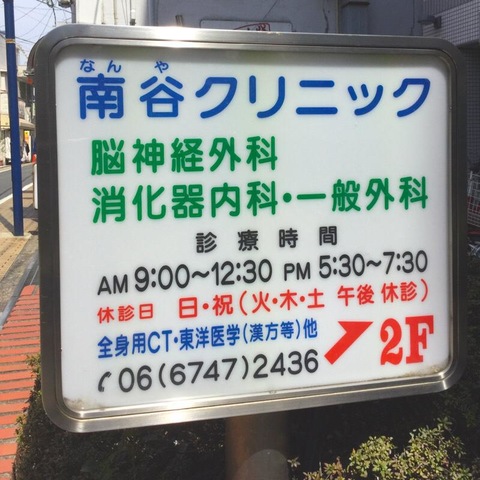 なん や
南谷クリニック
脳神経外科
消化器内科・一般外科
診療時間
AM 9:00〜12:30 PM 5:30〜7:30
休診日 日・祝(火・木・土 午後 休診)
全身用CT・東洋医学(漢方等)他
06(6747)2436
2F